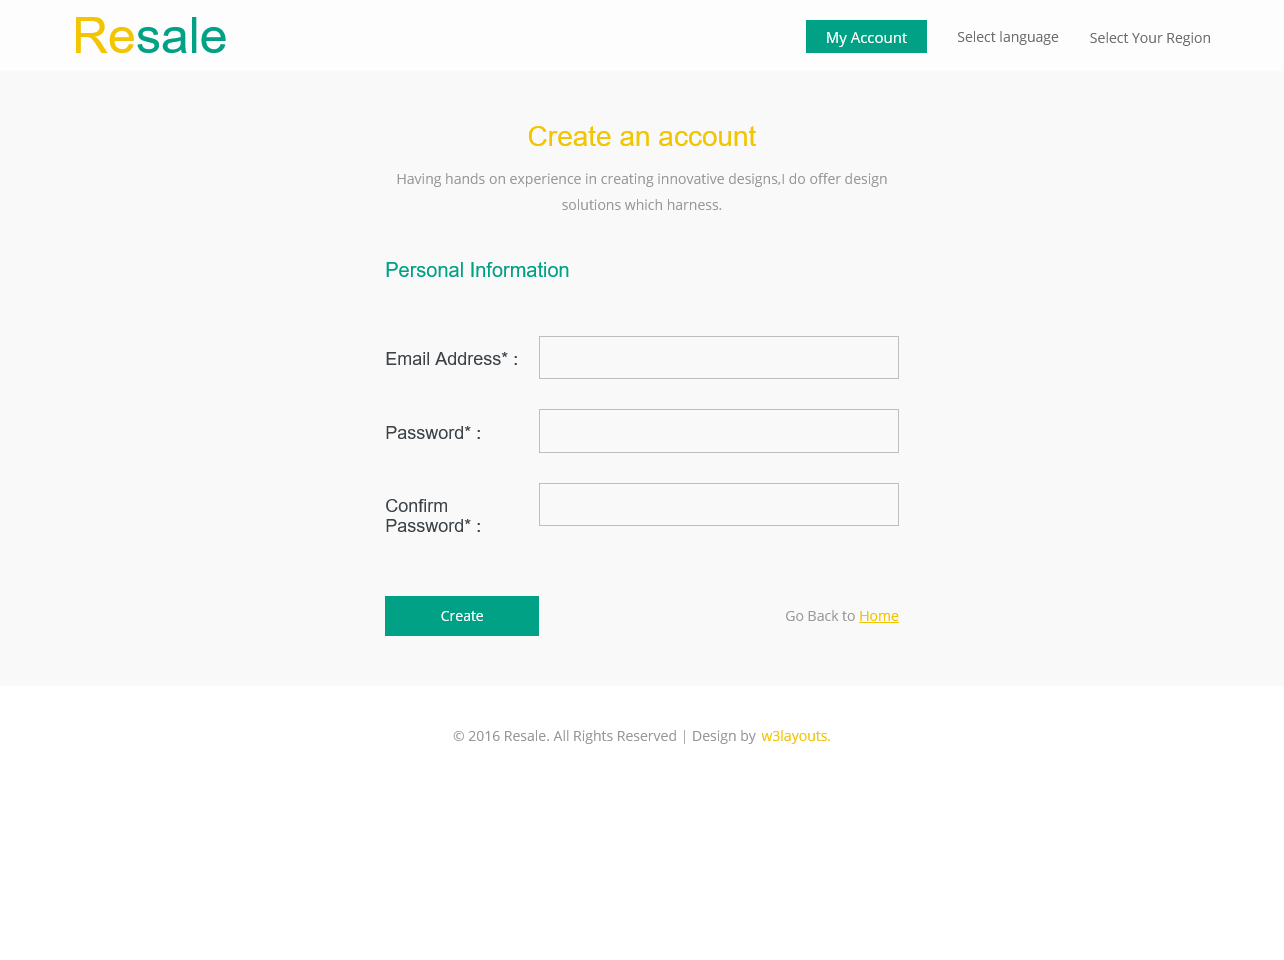 Resale
My Account
Select language
Select Your Region
Create an account
Having hands on experience in creating innovative designs,I do offer design
solutions which harness.
Personal Information
Email Address* :
Password* :
Confirm
Password* :
Create
Go Back to Home
© 2016 Resale. All Rights Reserved | Design by w3layouts.